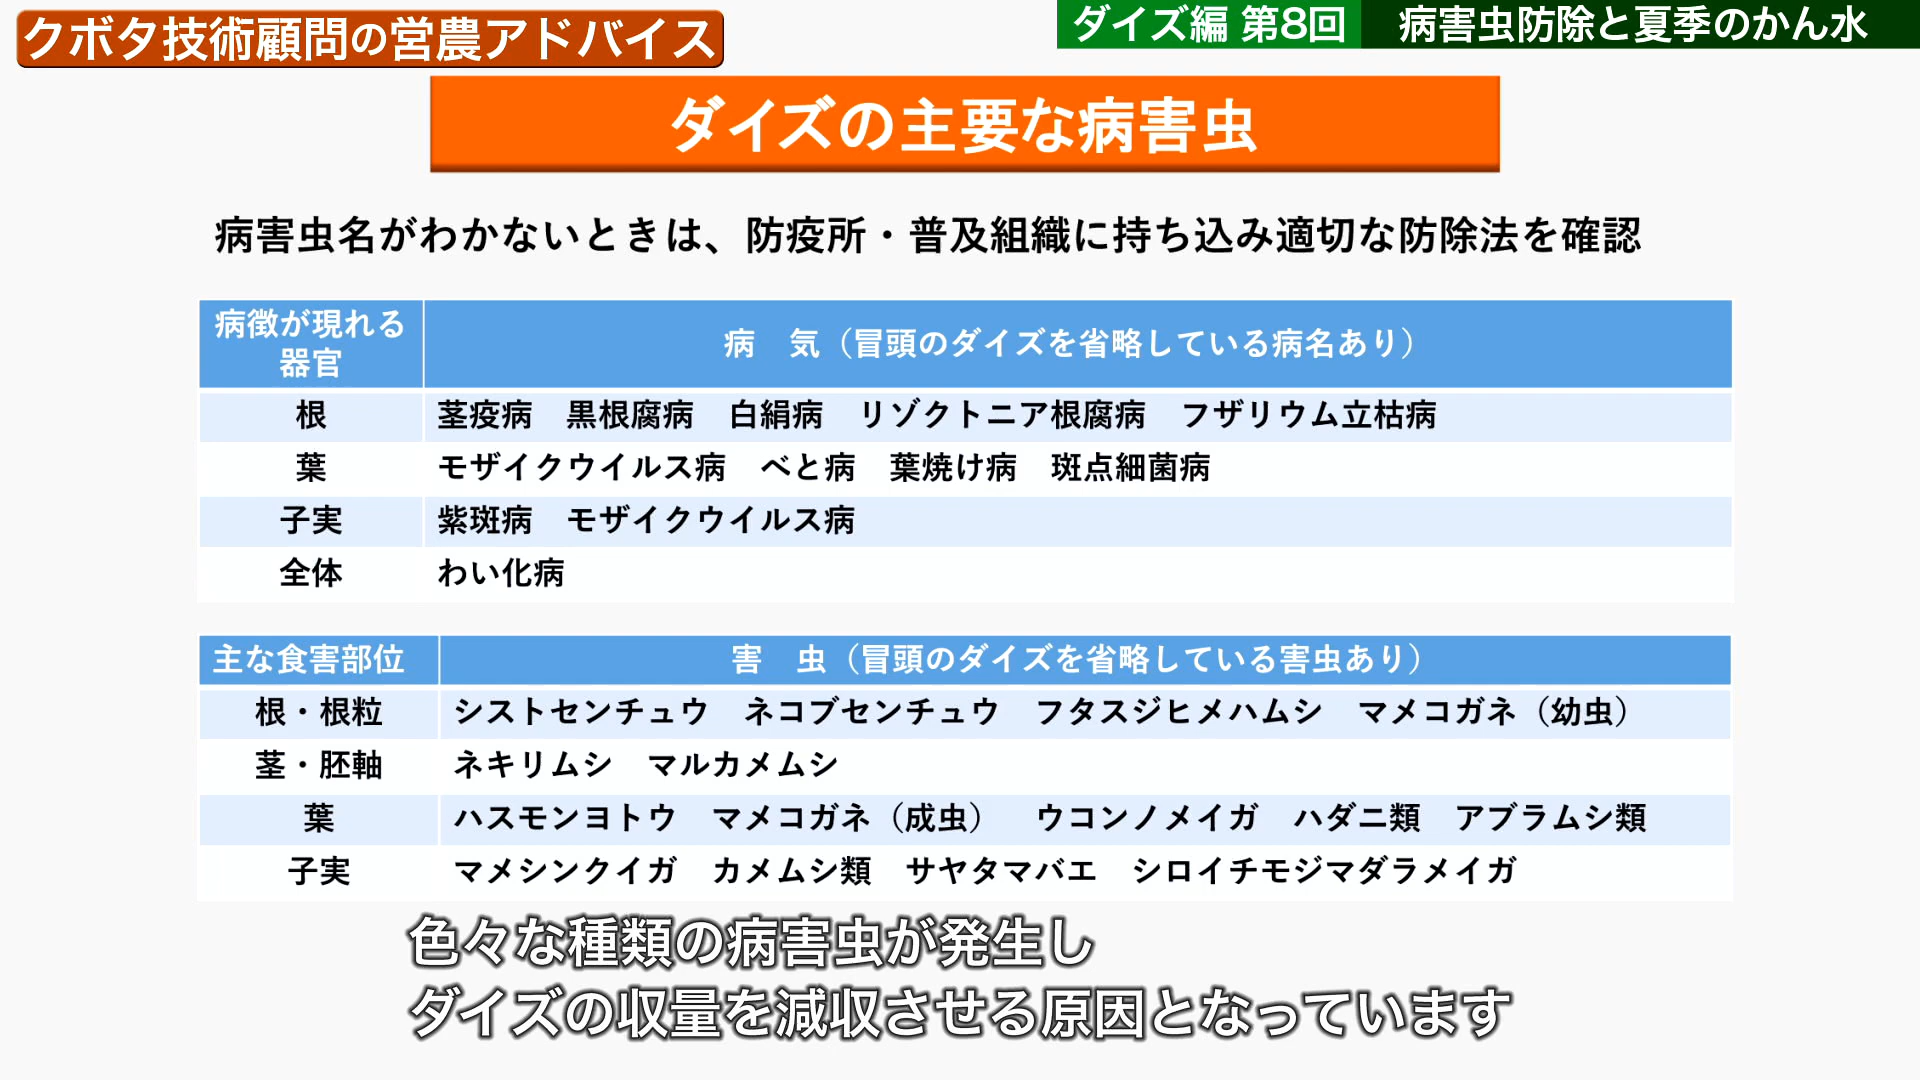 クボタ技術顧問の営農アドバイス
ダイズ編 第8回 病害虫防除と夏季のかん水
ダイズの主要な病害虫
病害虫名がわかないときは、防疫所・普及組織に持ち込み適切な防除法を確認
病徴が現れる
器官
病　気（冒頭のダイズを省略している病名あり）
根 茎疫病　黒根腐病　白絹病　リゾクトニア根腐病　フザリウム立枯病
葉 モザイクウイルス病　べと病　葉焼け病　斑点細菌病
子実 紫斑病　モザイクウイルス病
全体 わい化病
主な食害部位 害　虫（冒頭のダイズを省略している害虫あり）
根・根粒 シストセンチュウ　ネコブセンチュウ　フタスジヒメハムシ　マメコガネ（幼虫）
茎・胚軸 ネキリムシ　マルカメムシ
葉 ハスモンヨトウ　マメコガネ（成虫）　ウコンノメイガ　ハダニ類　アブラムシ類
子実 マメシンクイガ　カメムシ類　サヤタマバエ　シロイチモジマダラメイガ
色々な種類の病害虫が発生し
ダイズの収量を減収させる原因となっています